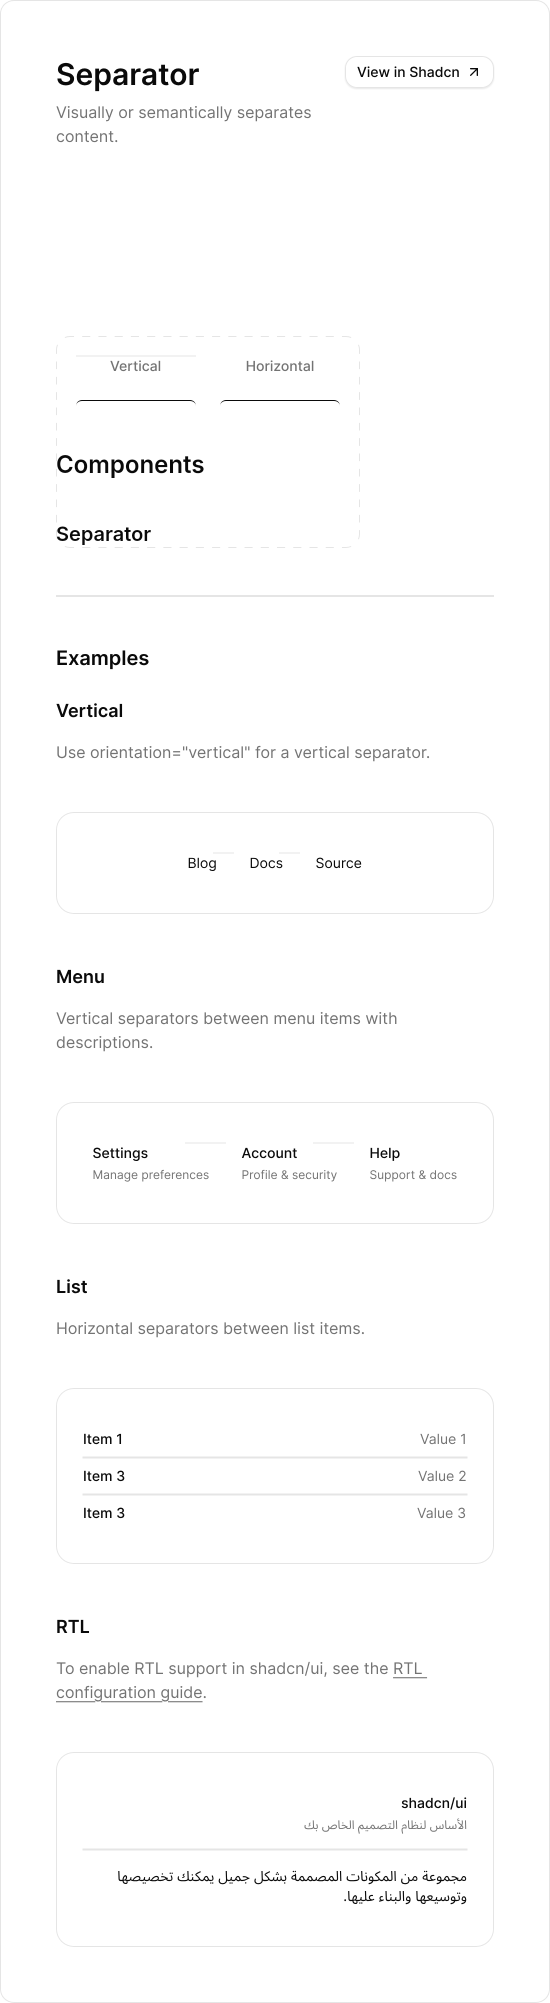 Separator
View in Shadcn
Visually or semantically separates
content.
Vertical
Horizontal
Components
Separator
Examples
Vertical
Use orientation="vertical" for a vertical separator.
Blog
Docs
Source
Menu
Vertical separators between menu items with
descriptions.
Settings
Account
Help
Manage preferences
Profile & security
Support & docs
List
Horizontal separators between list items.
Item 1
Value 1
Item 3
Value 2
Item 3
Value 3
RTL
To enable RTL support in shadcn/ui, see the RTL
configuration guide.
shadcn/ui
الأساس لنظام التصميم الخاص بك
مجموعة من المكونات المصممة بشكل جميل يمكنك تخصيصها
وتوسيعها والبناء عليها.